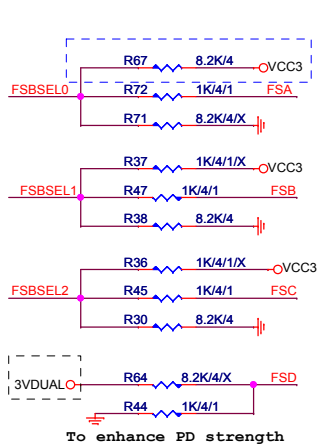 R67 8.2K/4 VCC3
FSBSEL0 R72 1K/4/1 FSA
R71 8.2K/4/X
R37 1K/4/1/X VCC3
FSBSEL1 R47 1K/4/1 FSB
R38 8.2K/4
R36 1K/4/1/X VCC3
FSBSEL2 R45 1K/4/1 FSC
R30 8.2K/4
3VDUAL R64 8.2K/4/X FSD
R44 1K/4/1
To enhance PD strength